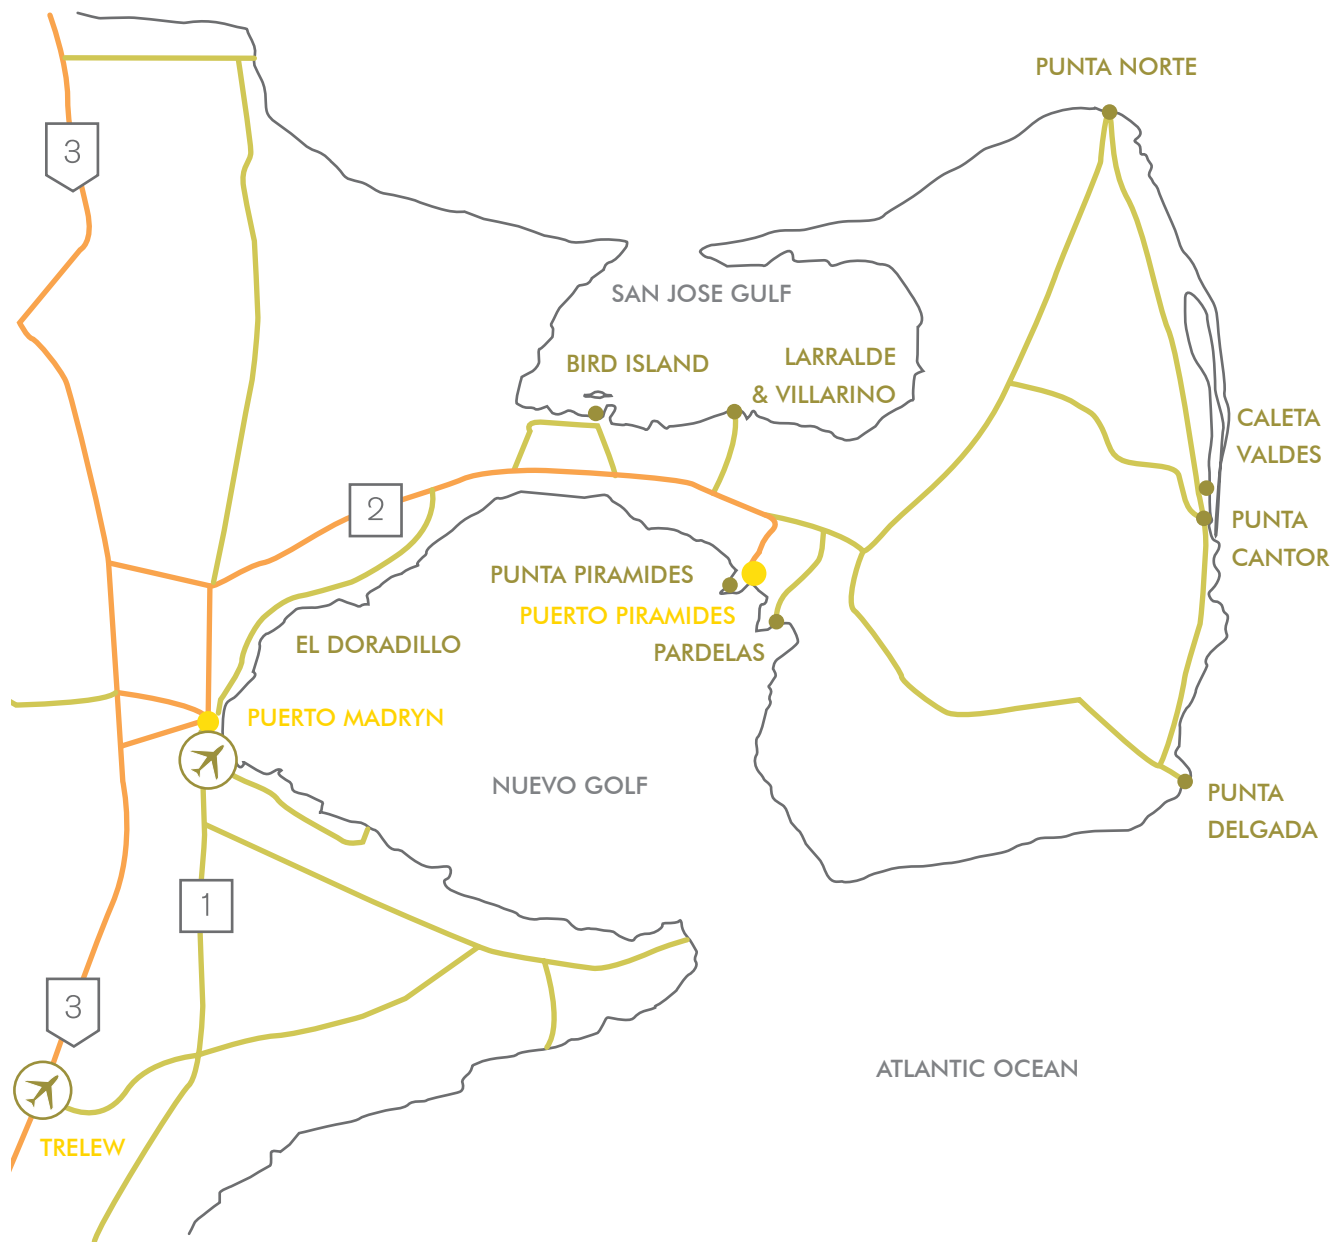 PUNTA NORTE
3
SAN JOSE GULF
BIRD ISLAND
LARRALDE
& VILLARINO
CALETA
VALDES
2
PUNTA
CANTOR
PUNTA PIRAMIDES
PUERTO PIRAMIDES
EL DORADILLO
PARDELAS
PUERTO MADRYN
NUEVO GOLF
PUNTA
DELGADA
1
3
ATLANTIC OCEAN
TRELEW